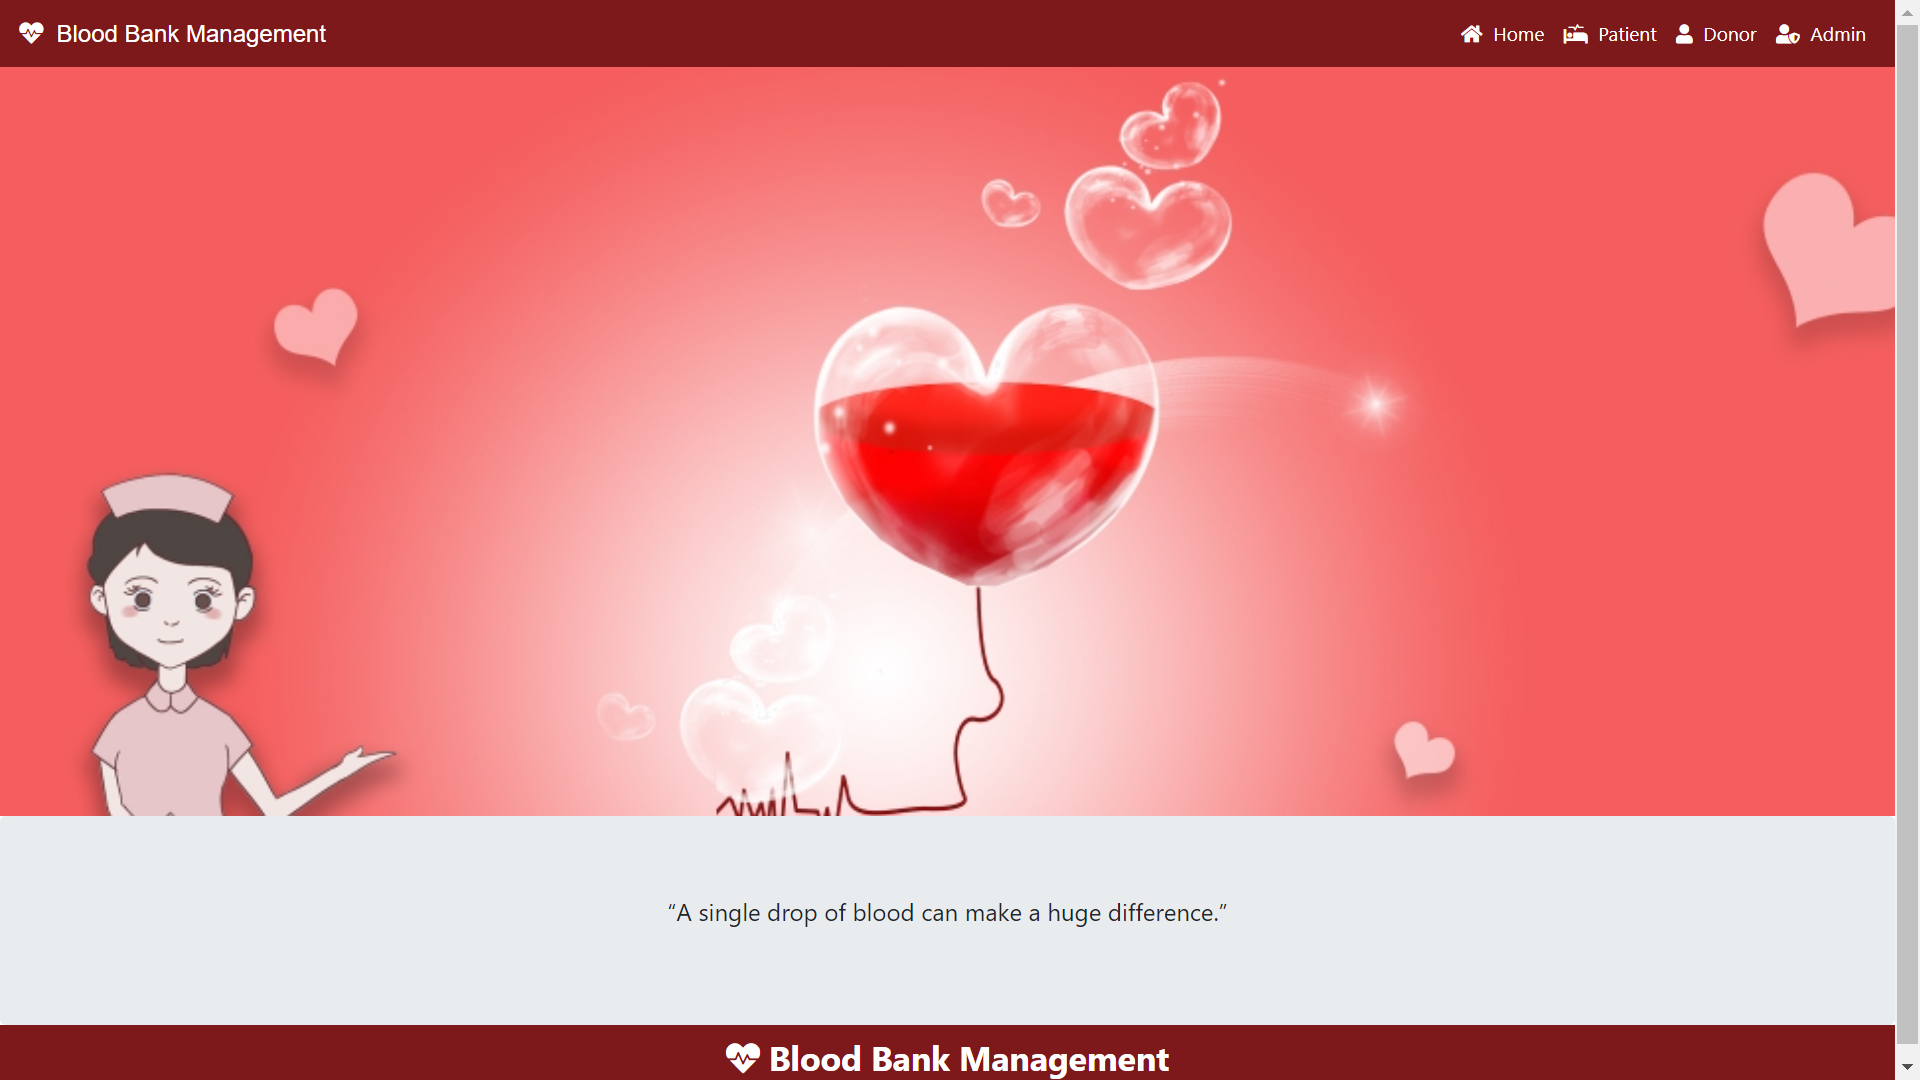 Blood Bank Management
Home Patient Donor Admin
“A single drop of blood can make a huge difference.”
Blood Bank Management